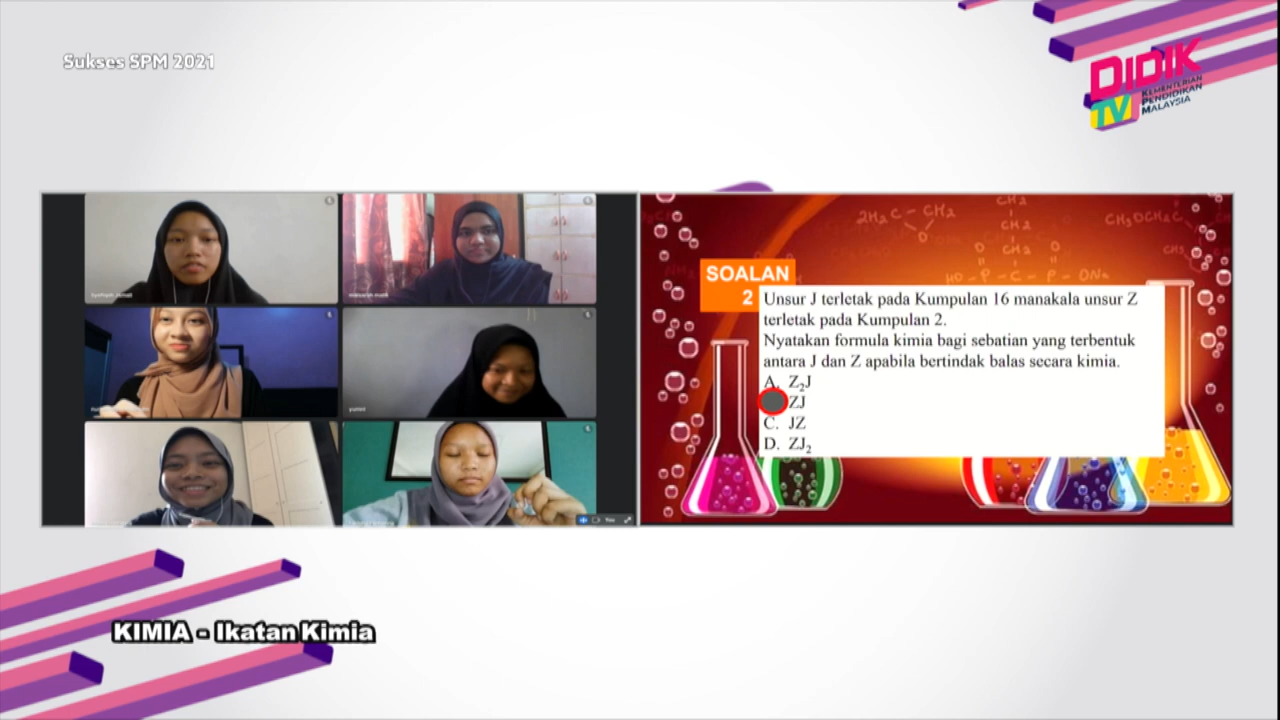 Sukses SPM 2021
DIDIK
TV
KEMENTERIAN
PENDIDIKAN
MALAYSIA
SOALAN
2
Unsur J terletak pada Kumpulan 16 manakala unsur Z
terletak pada Kumpulan 2.
Nyatakan formula kimia bagi sebatian yang terbentuk
antara J dan Z apabila bertindak balas secara kimia.
A. Z₂J
ZJ
C. JZ
D. ZJ₂
You
KIMIA - Ikatan Kimia